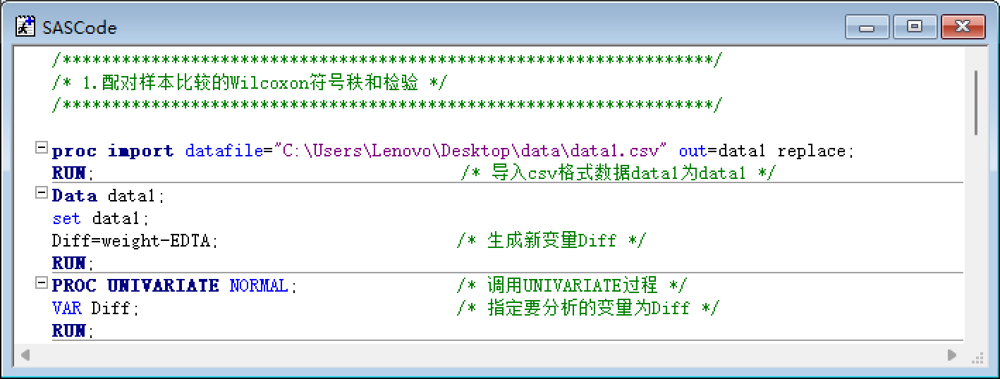 SASCode
/******************************************************************/
/* 1.配对样本比较的Wilcoxon符号秩和检验 */
/******************************************************************/
proc import datafile="C:\Users\Lenovo\Desktop\data\data1.csv" out=data1 replace;
RUN; /* 导入csv格式数据data1为data1 */
Data data1;
set data1;
Diff=weight-EDTA; /* 生成新变量Diff */
RUN;
PROC UNIVARIATE NORMAL; /* 调用UNIVARIATE过程 */
VAR Diff; /* 指定要分析的变量为Diff */
RUN;